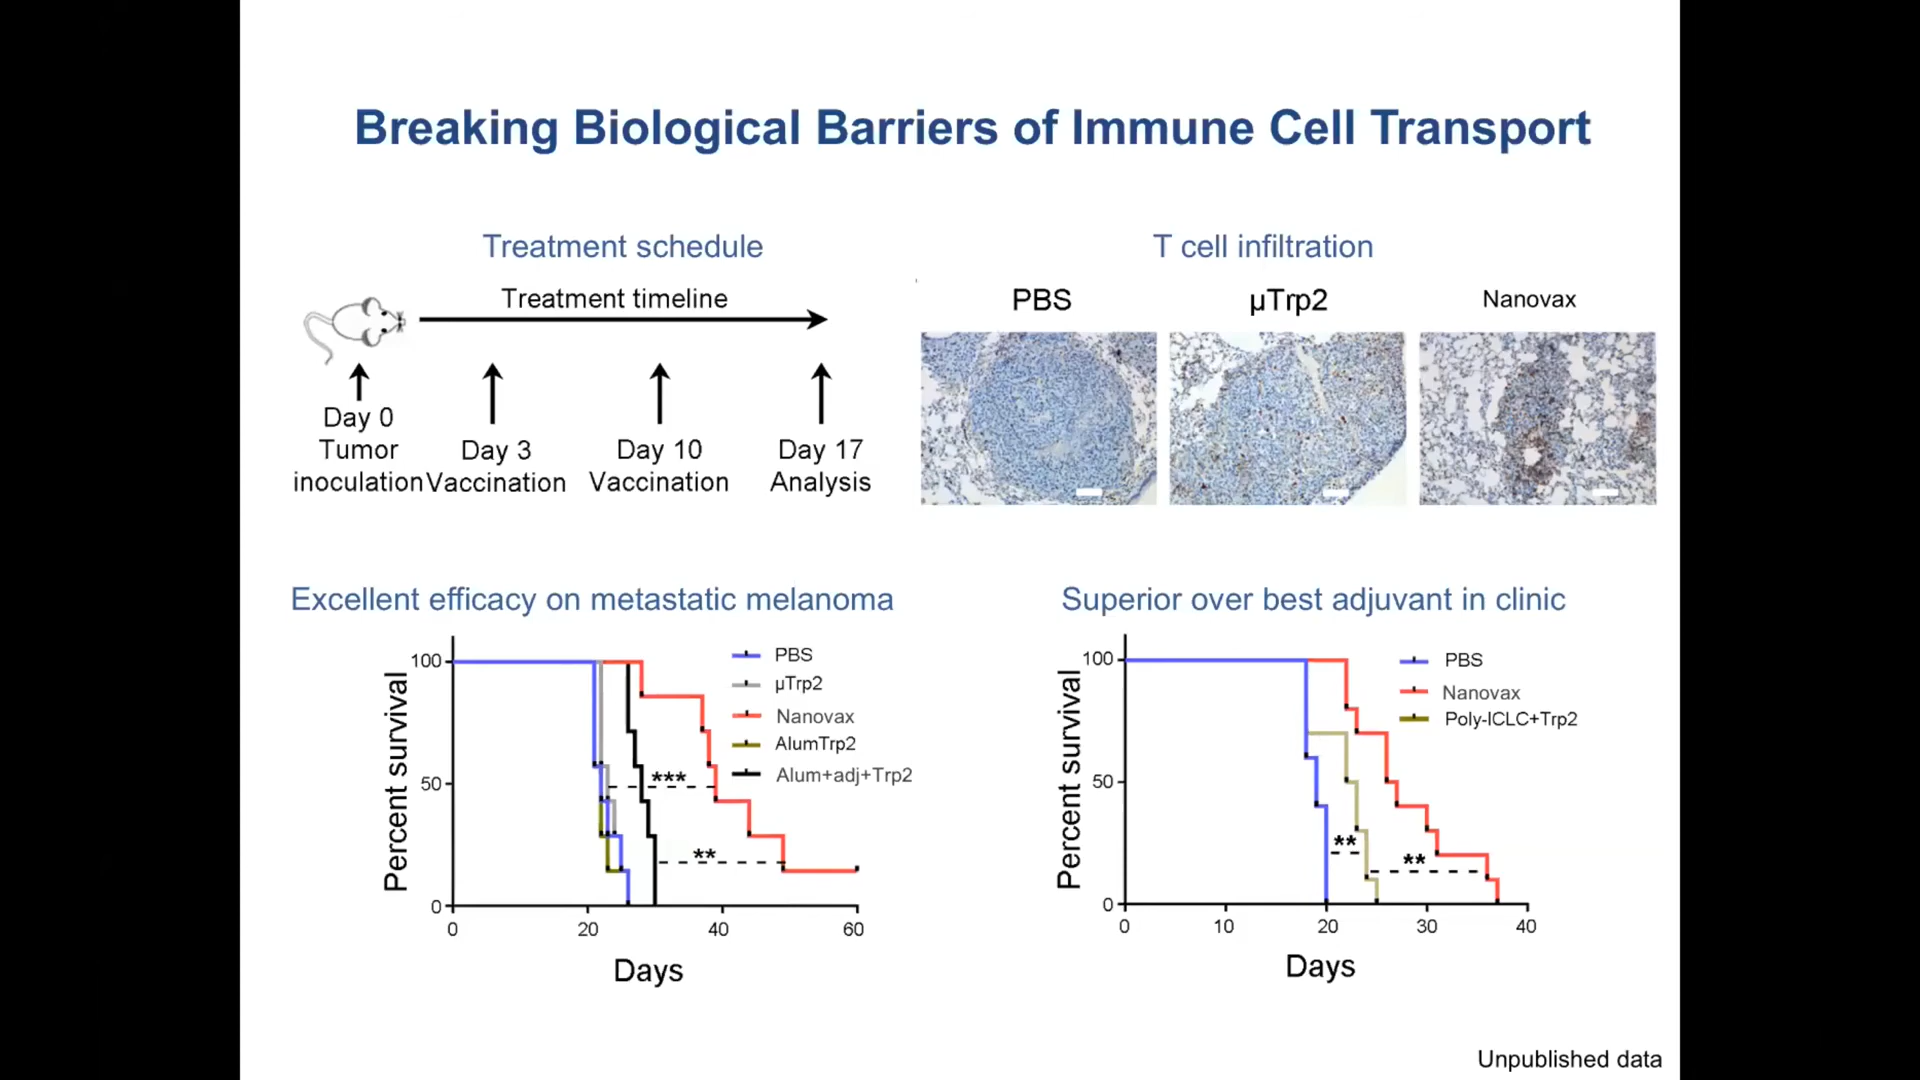 Breaking Biological Barriers of Immune Cell Transport
Treatment schedule
Treatment timeline
Day 0
Tumor
inoculation
Day 3
Vaccination
Day 10
Vaccination
Day 17
Analysis
T cell infiltration
PBS
μTrp2
Nanovax
Excellent efficacy on metastatic melanoma
Percent survival
100
50
0
0
20
40
60
Days
PBS
μTrp2
Nanovax
AlumTrp2
Alum+adj+Trp2
***
**
Superior over best adjuvant in clinic
Percent survival
100
50
0
0
10
20
30
40
Days
PBS
Nanovax
Poly-ICLC+Trp2
**
**
Unpublished data